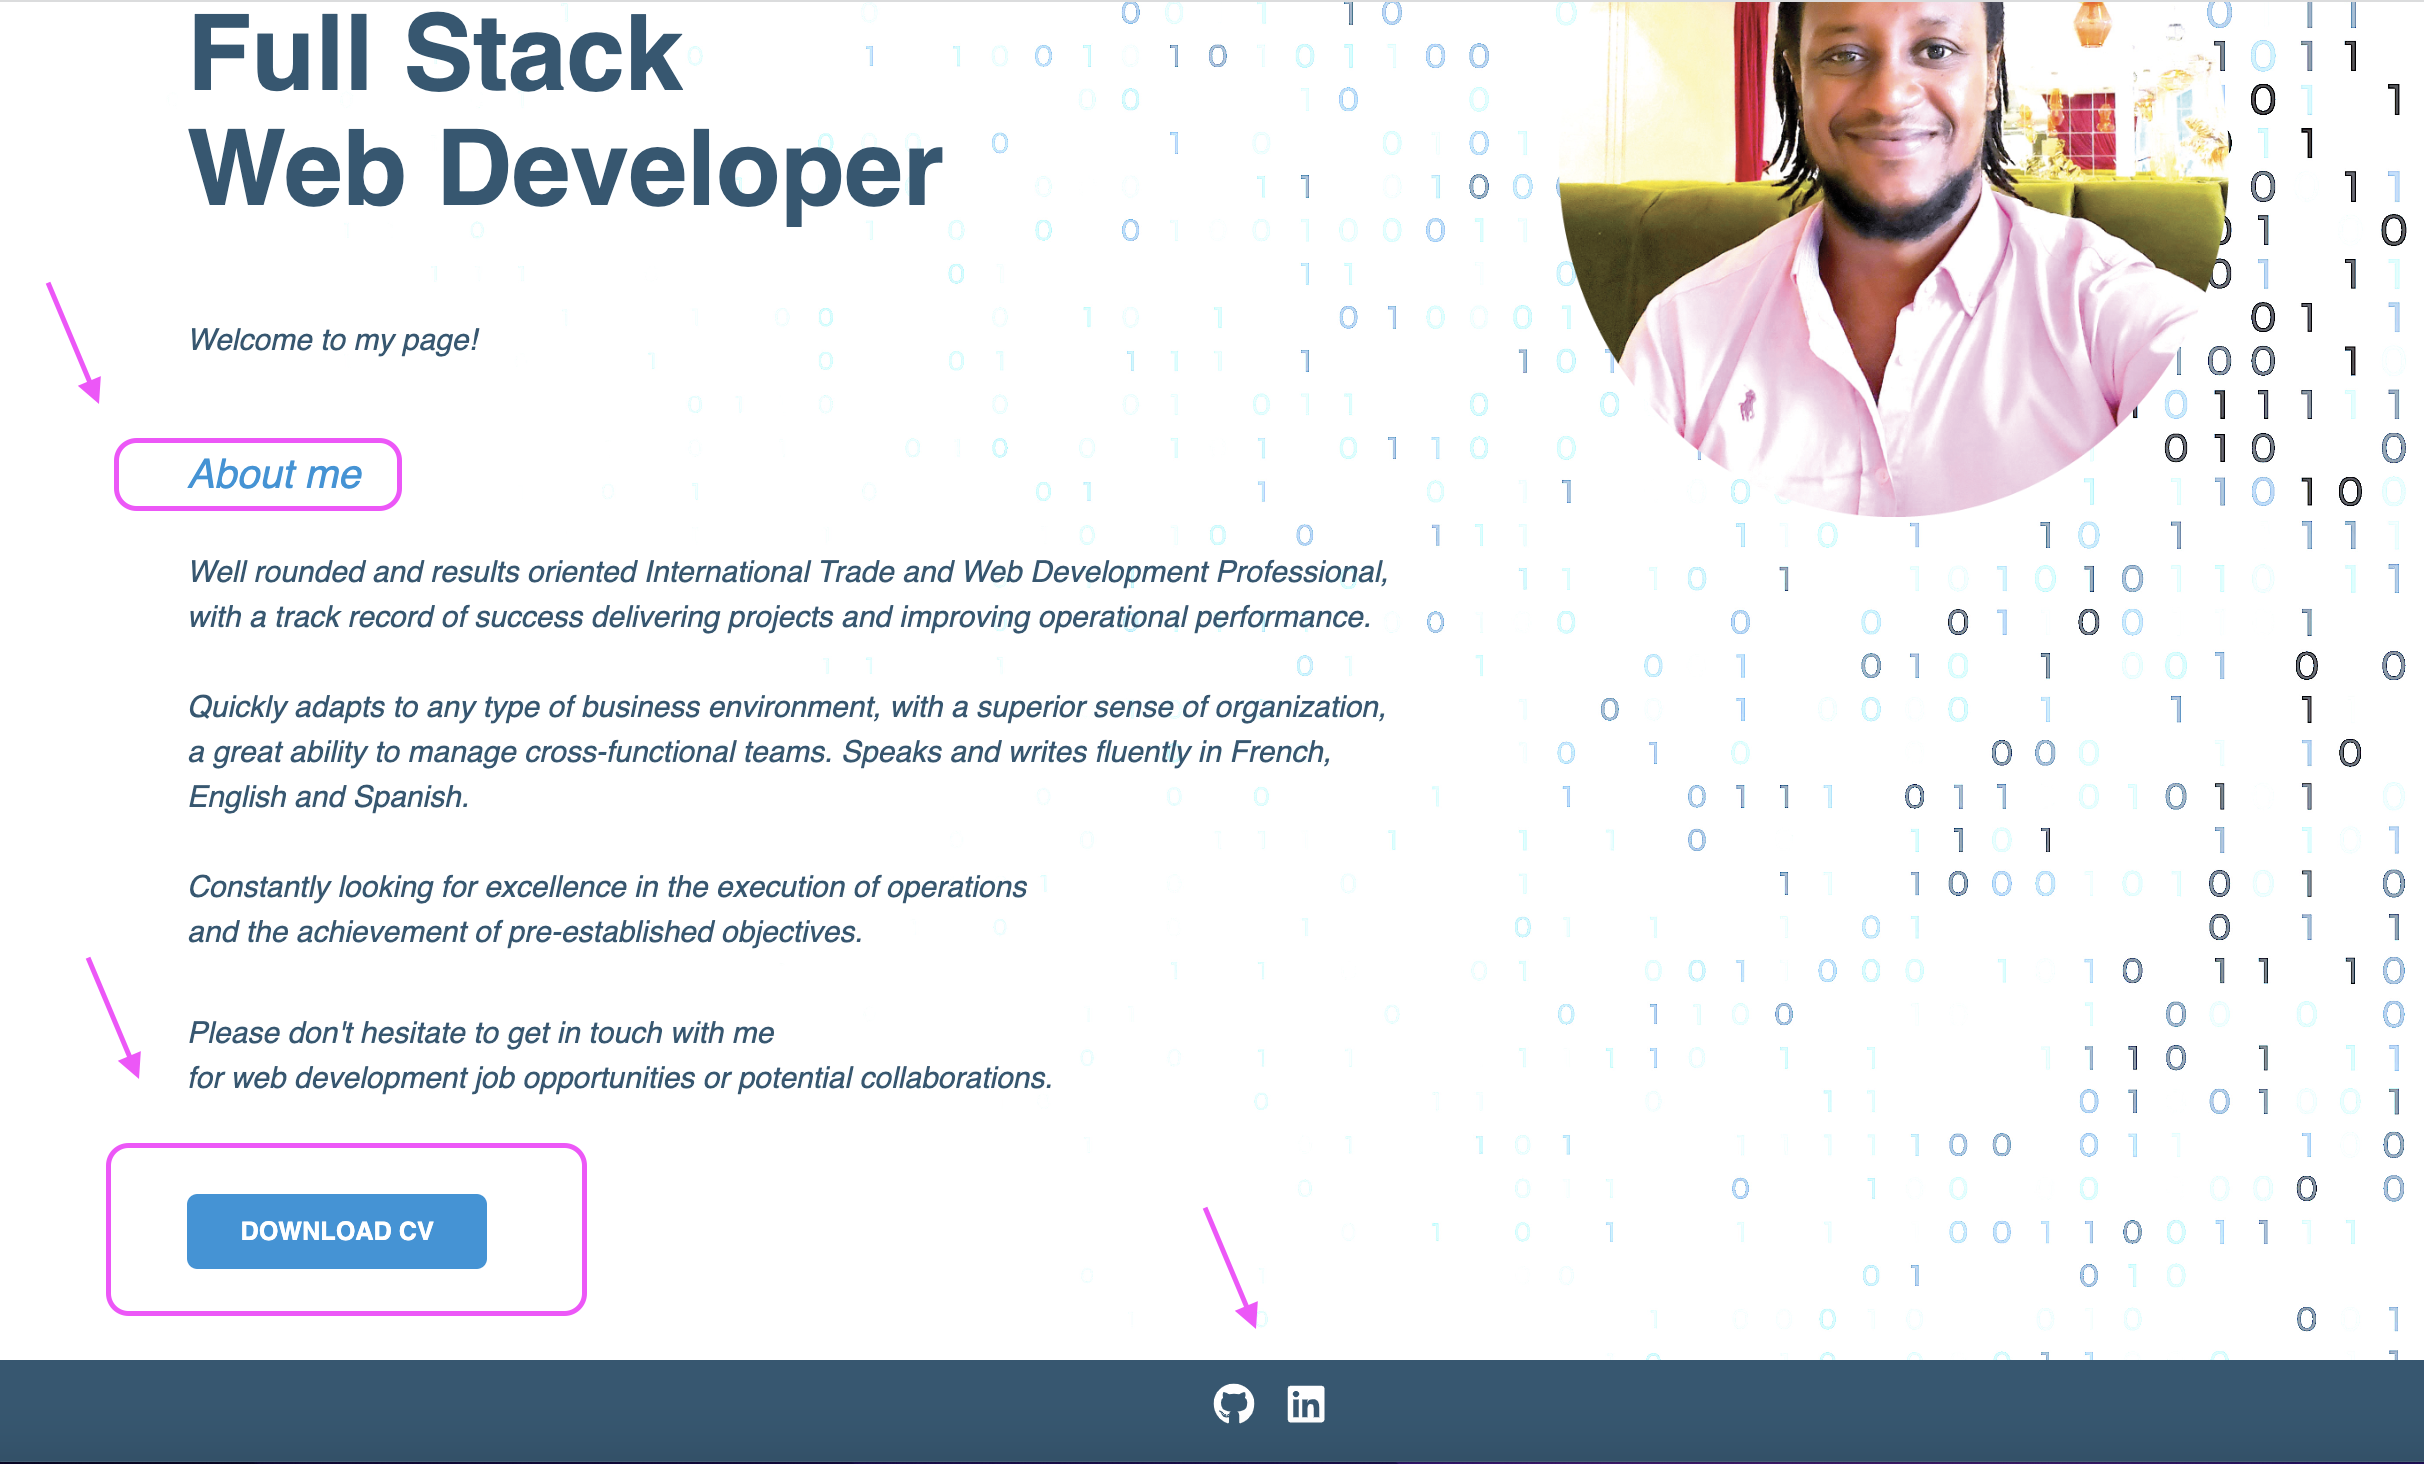 Full Stack
Web Developer
Welcome to my page!
About me
Well rounded and results oriented International Trade and Web Development Professional,
with a track record of success delivering projects and improving operational performance.
Quickly adapts to any type of business environment, with a superior sense of organization,
a great ability to manage cross-functional teams. Speaks and writes fluently in French,
English and Spanish.
Constantly looking for excellence in the execution of operations
and the achievement of pre-established objectives.
Please don't hesitate to get in touch with me
for web development job opportunities or potential collaborations.
DOWNLOAD CV
in